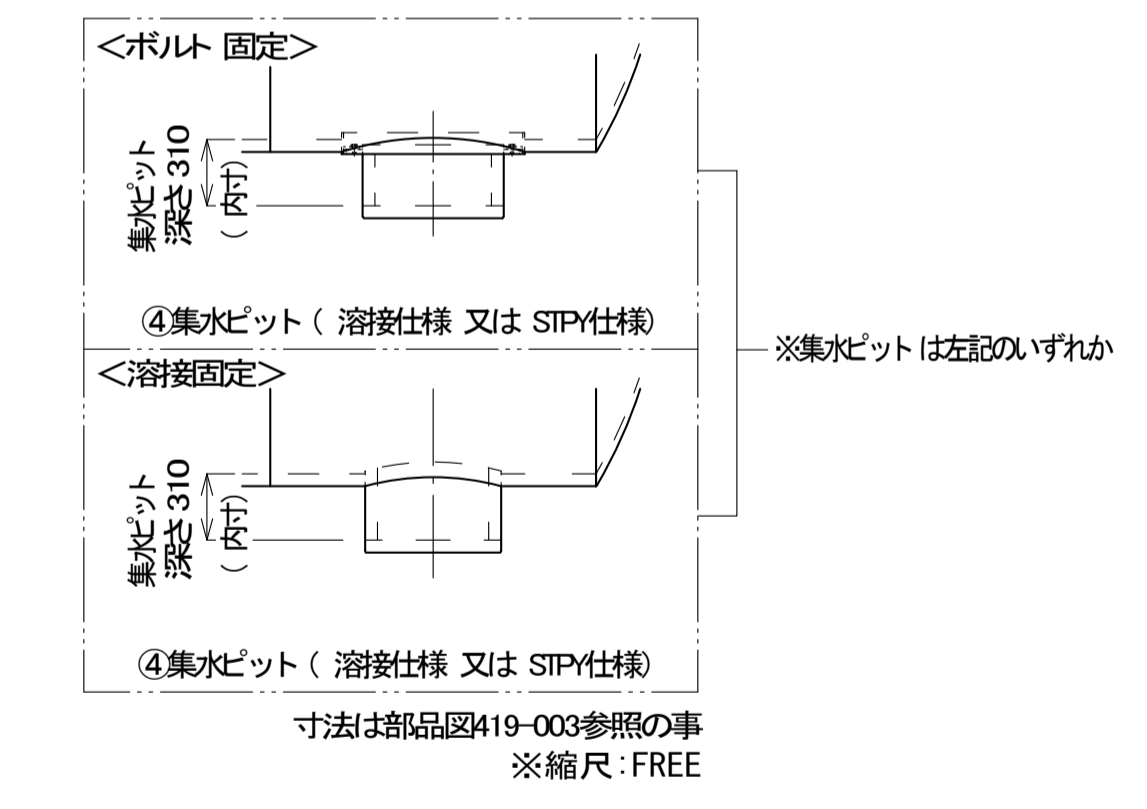 <ボルト 固定>
集水ピット
深さ310
(内寸)
④集水ピット( 溶接仕様 又は STPY仕様)
<溶接固定>
集水ピット
深さ310
(内寸)
④集水ピット( 溶接仕様 又は STPY仕様)
※集水ピット は左記のいずれか
寸法は部品図419-003参照の事
※縮尺:FREE